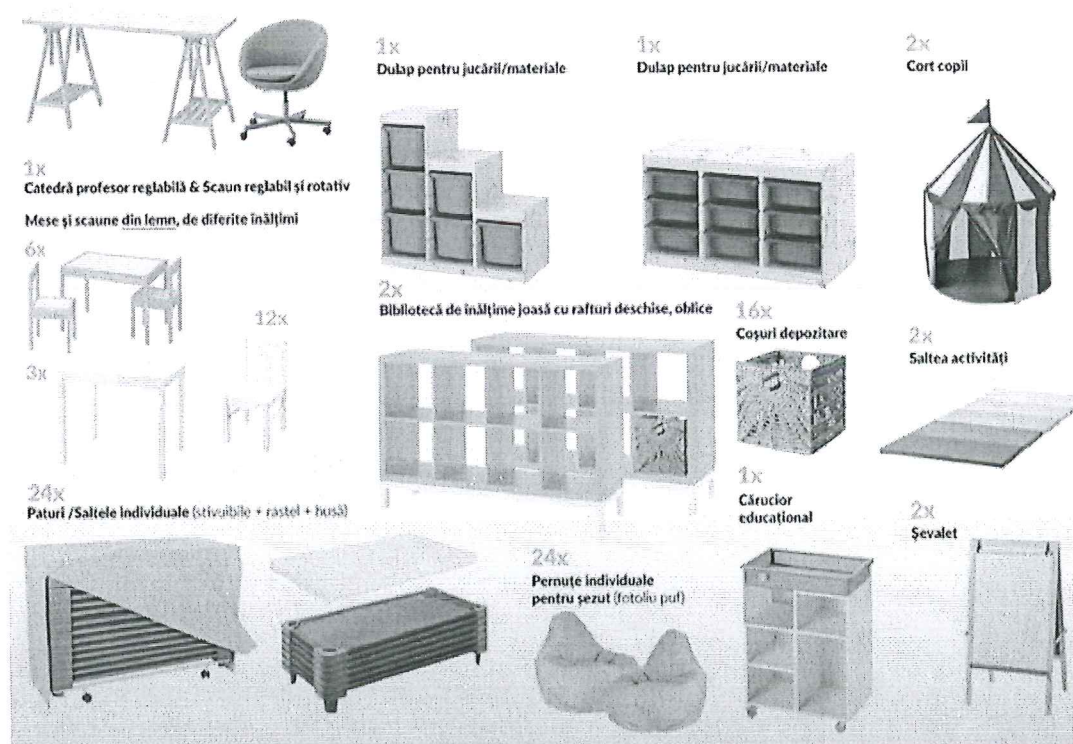 1x
Catedră profesor reglabilă & Scaun reglabil și rotativ
Mese și scaune din lemn, de diferite înălțimi
6x
12x
3x
24x
Paturi /Saltele individuale (stivuibile + rastel + husă)
1x
Dulap pentru jucării/materiale
1x
Dulap pentru jucării/materiale
2x
Cort copil
2x
Bibliotecă de înălțime joasă cu rafturi deschise, oblice
16x
Coșuri depozitare
2x
Saltea activități
24x
Pernuțe individuale
pentru șezut (fotoliu puf)
1x
Cărucior
educațional
2x
Șevalet